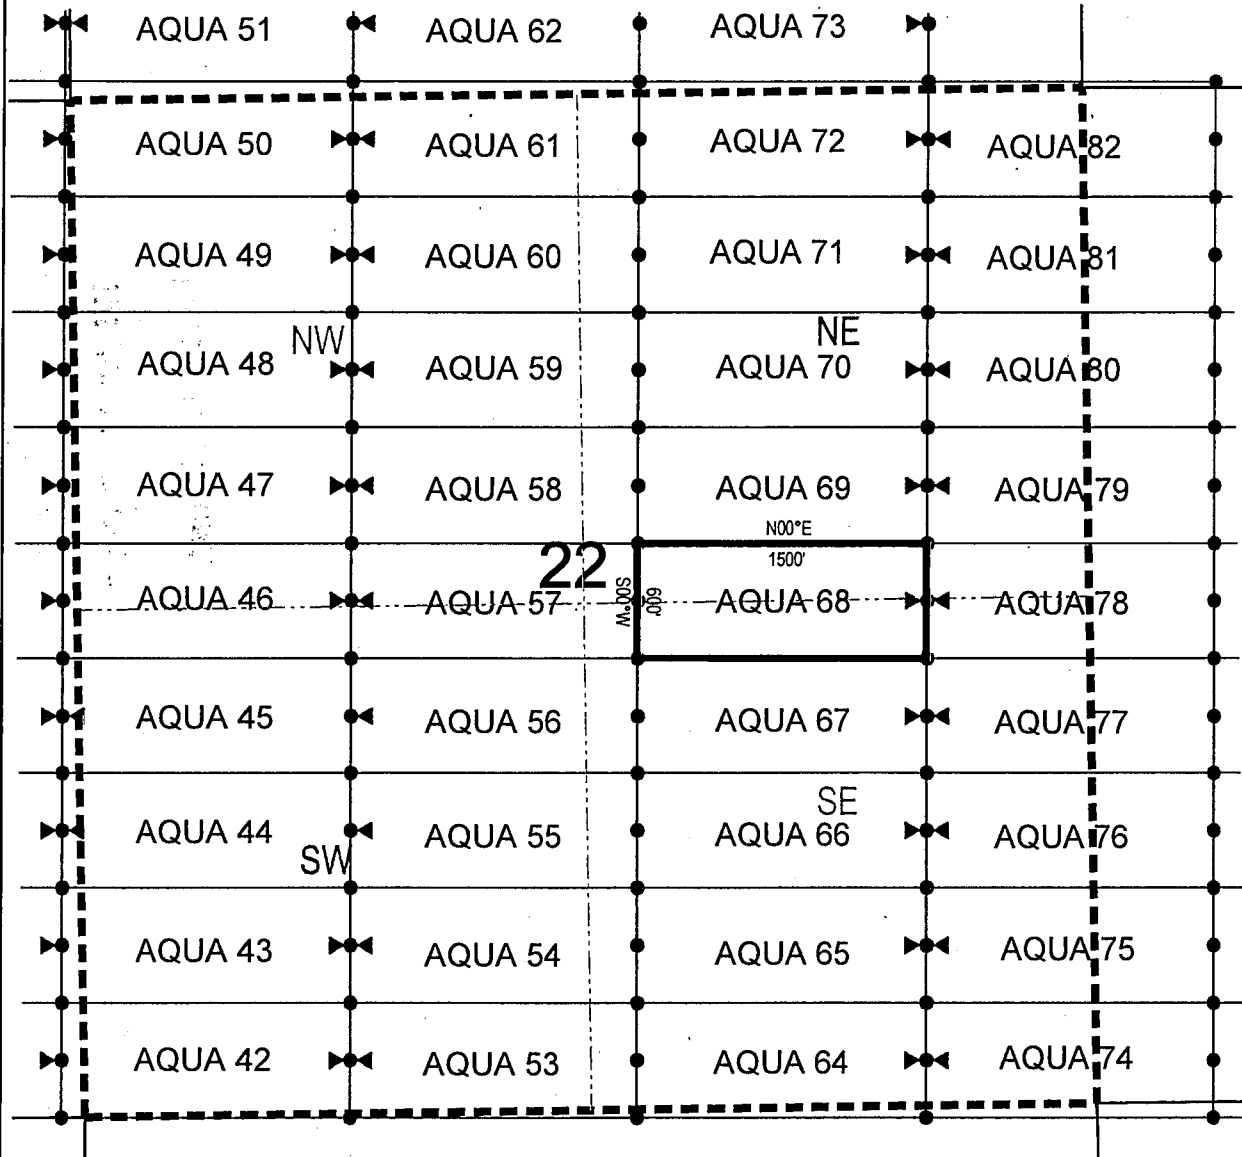 AQUA 51 AQUA 62 AQUA 73
AQUA 50 AQUA 61 AQUA 72 AQUA 82
AQUA 49 AQUA 60 AQUA 71 AQUA 81
NW NE
AQUA 48 AQUA 59 AQUA 70 AQUA 80
AQUA 47 AQUA 58 AQUA 69 AQUA 79
N00°E
1500'
22
AQUA 46 AQUA 57 S00°W 600' AQUA 68 AQUA 78
AQUA 45 AQUA 56 AQUA 67 AQUA 77
SE
AQUA 44 AQUA 55 AQUA 66 AQUA 76
SW
AQUA 43 AQUA 54 AQUA 65 AQUA 75
AQUA 42 AQUA 53 AQUA 64 AQUA 74